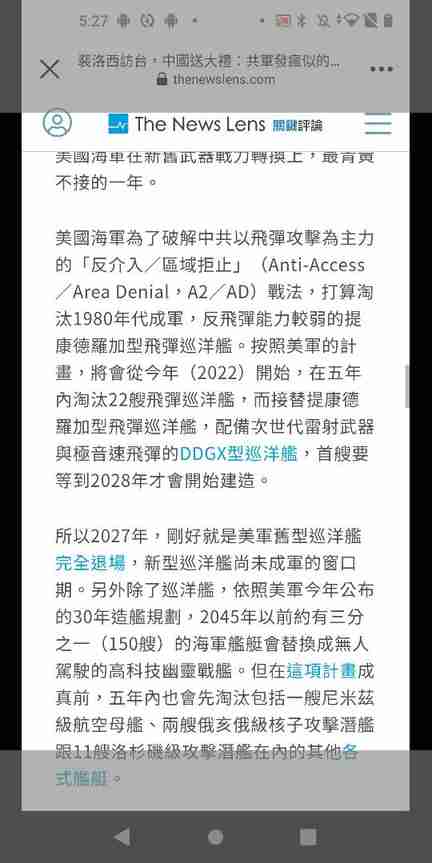 5:27
裴洛西訪台，中國送大禮：共軍發瘋似的...
thenewslens.com
The News Lens 關鍵評論
美國海軍在新舊武器戰力轉換上，最青黃
不接的一年。
美國海軍為了破解中共以飛彈攻擊為主力
的「反介入／區域拒止」（Anti-Access
／Area Denial，A2／AD）戰法，打算淘
汰1980年代成軍，反飛彈能力較弱的提
康德羅加型飛彈巡洋艦。按照美軍的計
畫，將會從今年（2022）開始，在五年
內淘汰22艘飛彈巡洋艦，而接替提康德
羅加型飛彈巡洋艦，配備次世代雷射武器
與極音速飛彈的DDGX型巡洋艦，首艘要
等到2028年才會開始建造。
所以2027年，剛好就是美軍舊型巡洋艦
完全退場，新型巡洋艦尚未成軍的窗口
期。另外除了巡洋艦，依照美軍今年公布
的30年造艦規劃，2045年以前約有三分
之一（150艘）的海軍艦艇會替換成無人
駕駛的高科技幽靈戰艦。但在這項計畫成
真前，五年內也會先淘汰包括一艘尼米茲
級航空母艦、兩艘俄亥俄級核子攻擊潛艦
跟11艘洛杉磯級攻擊潛艦在內的其他各
式艦艇。